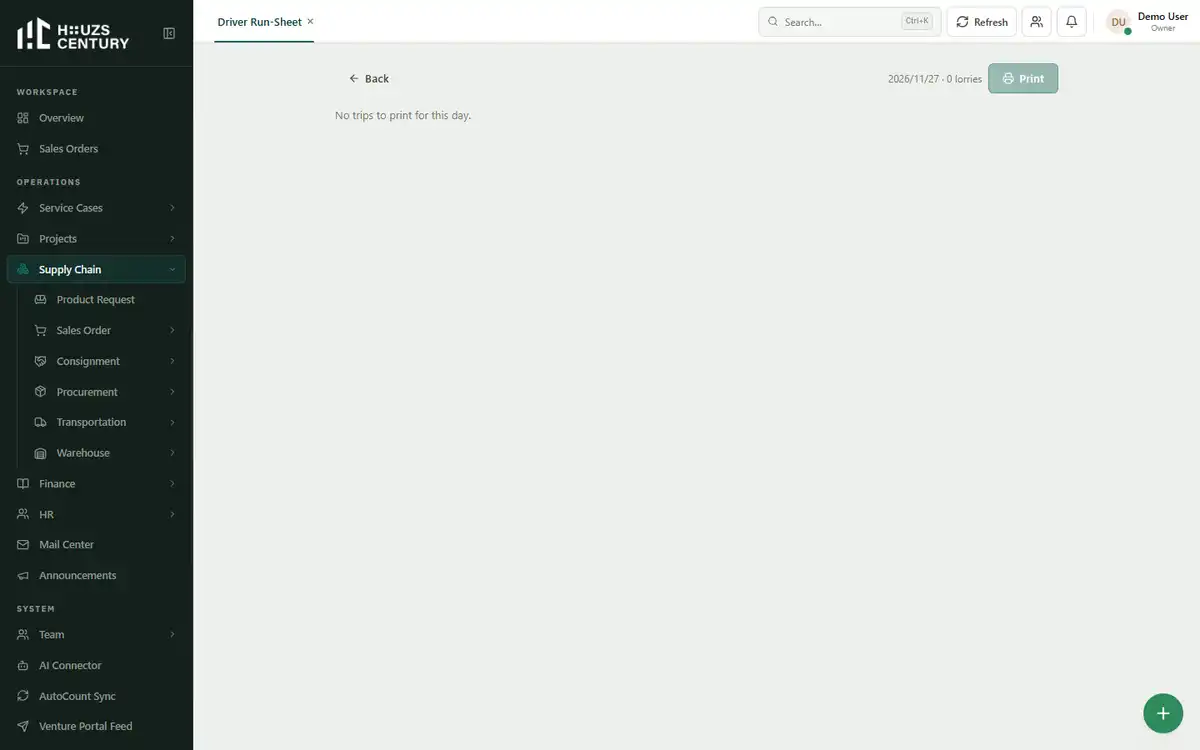 HOUZS
CENTURY
WORKSPACE
Overview
Sales Orders
OPERATIONS
Service Cases
Projects
Supply Chain
Product Request
Sales Order
Consignment
Procurement
Transportation
Warehouse
Finance
HR
Mail Center
Announcements
SYSTEM
Team
AI Connector
AutoCount Sync
Venture Portal Feed
Driver Run-Sheet
Search...
Ctrl+K
Refresh
DU
Demo User
Owner
Back
2026/11/27 · 0 lorries
Print
No trips to print for this day.